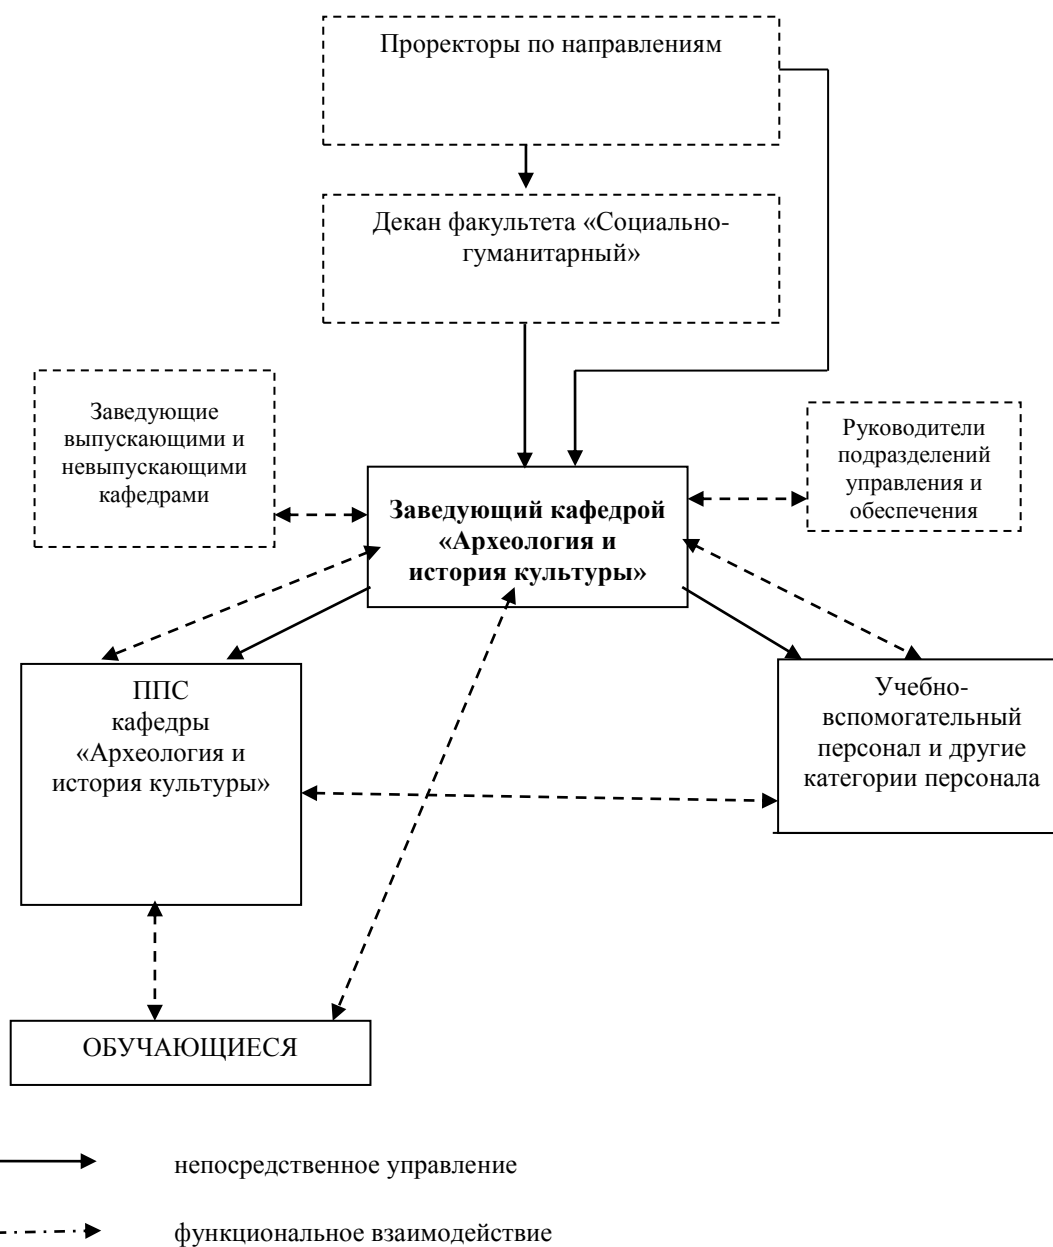 Проректоры по направлениям
Декан факультета «Социально-
гуманитарный»
Заведующие
выпускающими и
невыпускающими
кафедрами
Руководители
подразделений
управления и
обеспечения
Заведующий кафедрой
«Археология и
история культуры»
ППС
кафедры
«Археология и
история культуры»
Учебно-
вспомогательный
персонал и другие
категории персонала
ОБУЧАЮЩИЕСЯ
непосредственное управление
функциональное взаимодействие